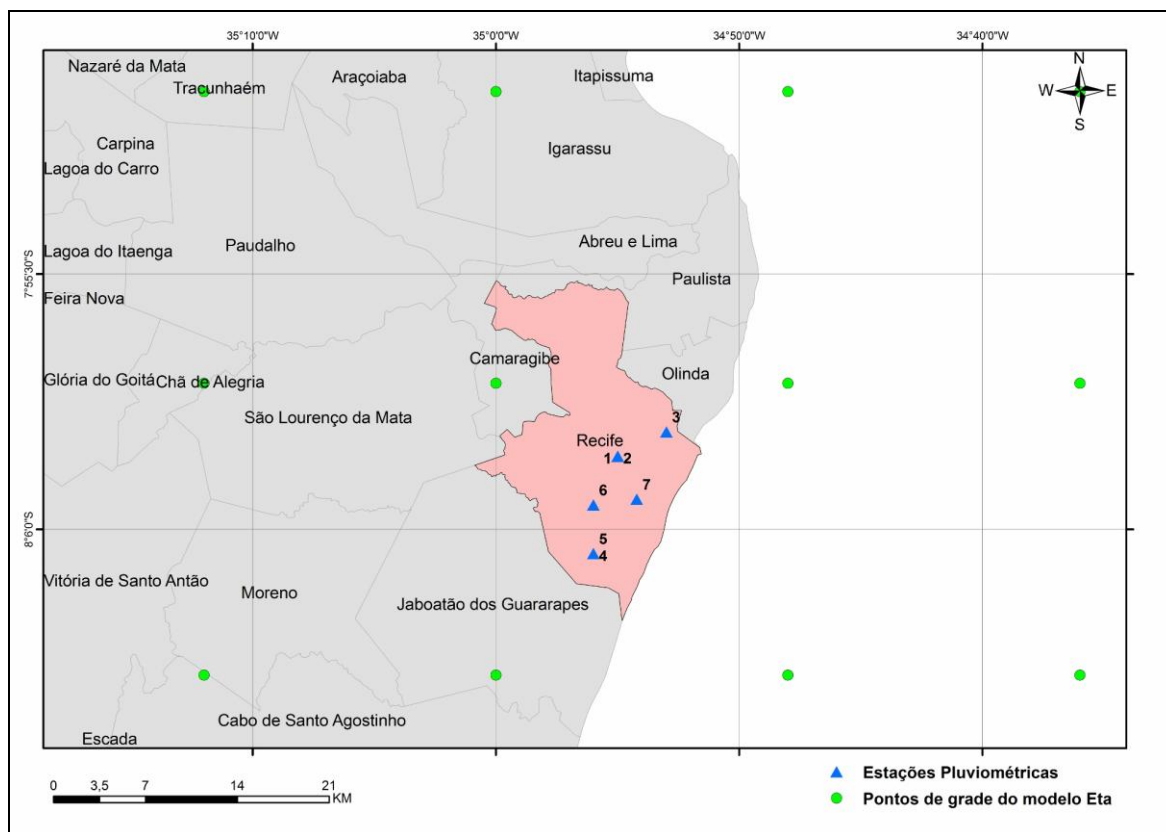 35°10'0"W
35°0'0"W
34°50'0"W
34°40'0"W
Nazaré da Mata
Tracunhaém
Araçoiaba
Itapissuma
N
W
E
S
Carpina
Igarassu
Lagoa do Carro
Lagoa do Itaenga
Paudalho
Abreu e Lima
Paulista
7°55'30"S
Feira Nova
Camaragibe
Glória do Goitá
Chã de Alegria
Olinda
São Lourenço da Mata
3
Recife
1
2
6
7
8°6'0"S
5
4
Vitória de Santo Antão
Moreno
Jaboatão dos Guararapes
Cabo de Santo Agostinho
Escada
0 3,5 7 14 21
KM
Estações Pluviométricas
Pontos de grade do modelo Eta